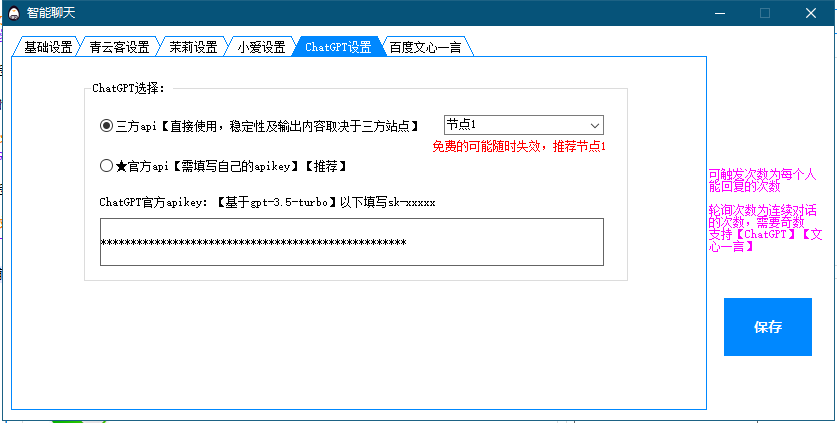 智能聊天
基础设置 青云客设置 茉莉设置 小爱设置 ChatGPT设置 百度文心一言
ChatGPT选择:
三方api【直接使用，稳定性及输出内容取决于三方站点】 节点1
免费的可能随时失效，推荐节点1
★官方api【需填写自己的apikey】【推荐】
ChatGPT官方apikey:【基于gpt-3.5-turbo】以下填写sk-xxxxx
***************************************************
可触发次数为每个人
能回复的次数
轮询次数为连续对话
的次数，需要奇数
支持【ChatGPT】【文
心一言】
保存